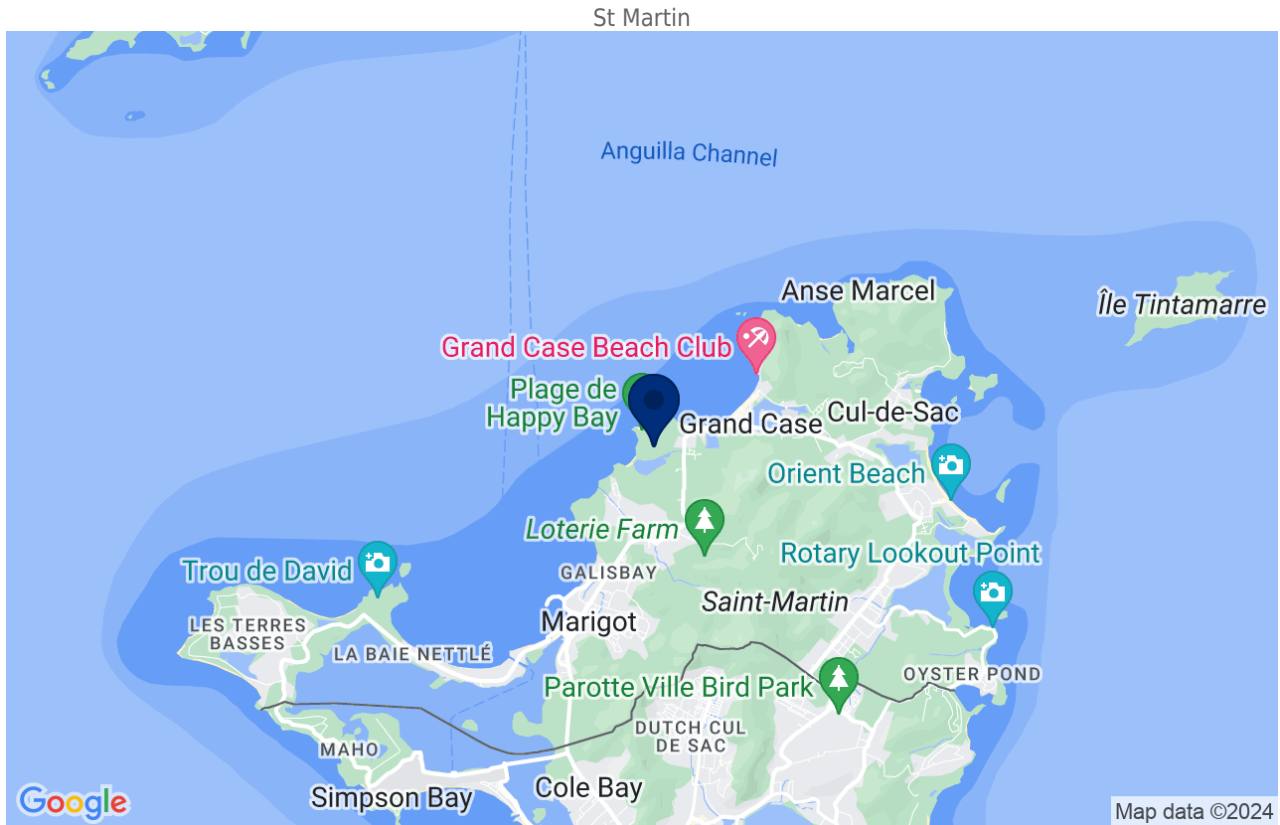 St Martin
Anguilla Channel
Anse Marcel
Île Tintamarre
Grand Case Beach Club
Plage de
Happy Bay
Grand Case
Cul-de-Sac
Orient Beach
Loterie Farm
Rotary Lookout Point
GALISBAY
Trou de David
Saint-Martin
Marigot
LES TERRES
BASSES
LA BAIE NETTLÉ
OYSTER POND
Parotte Ville Bird Park
DUTCH CUL
DE SAC
MAHO
Simpson Bay
Cole Bay
Google
Map data ©2024